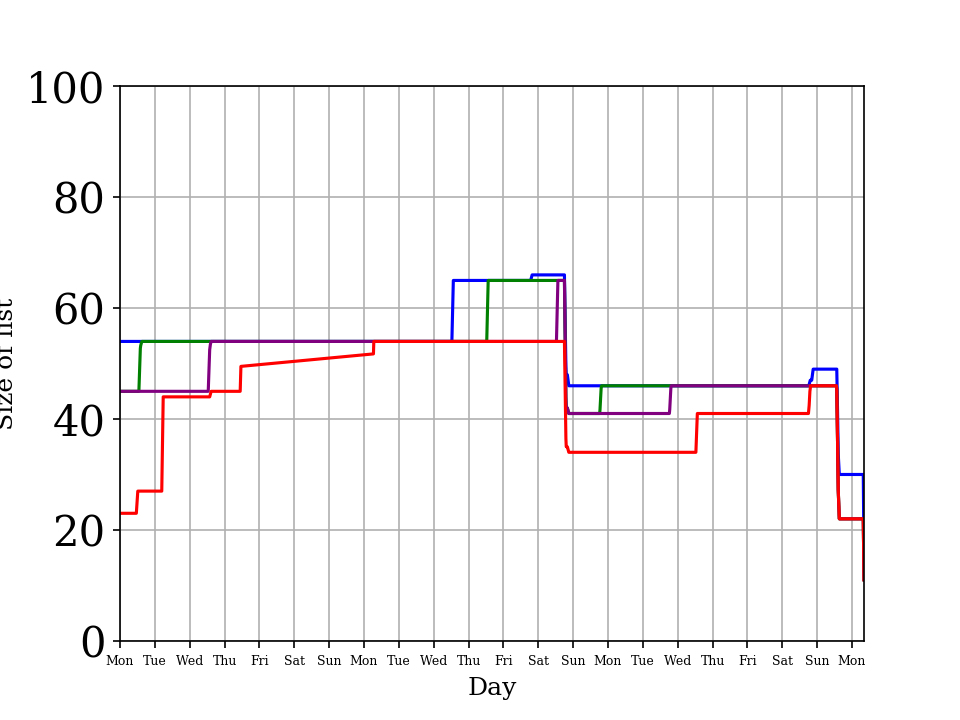 100
80
60
40
20
0
Size of list
Mon Tue Wed Thu Fri Sat Sun Mon Tue Wed Thu Fri Sat Sun Mon Tue Wed Thu Fri Sat Sun Mon
Day